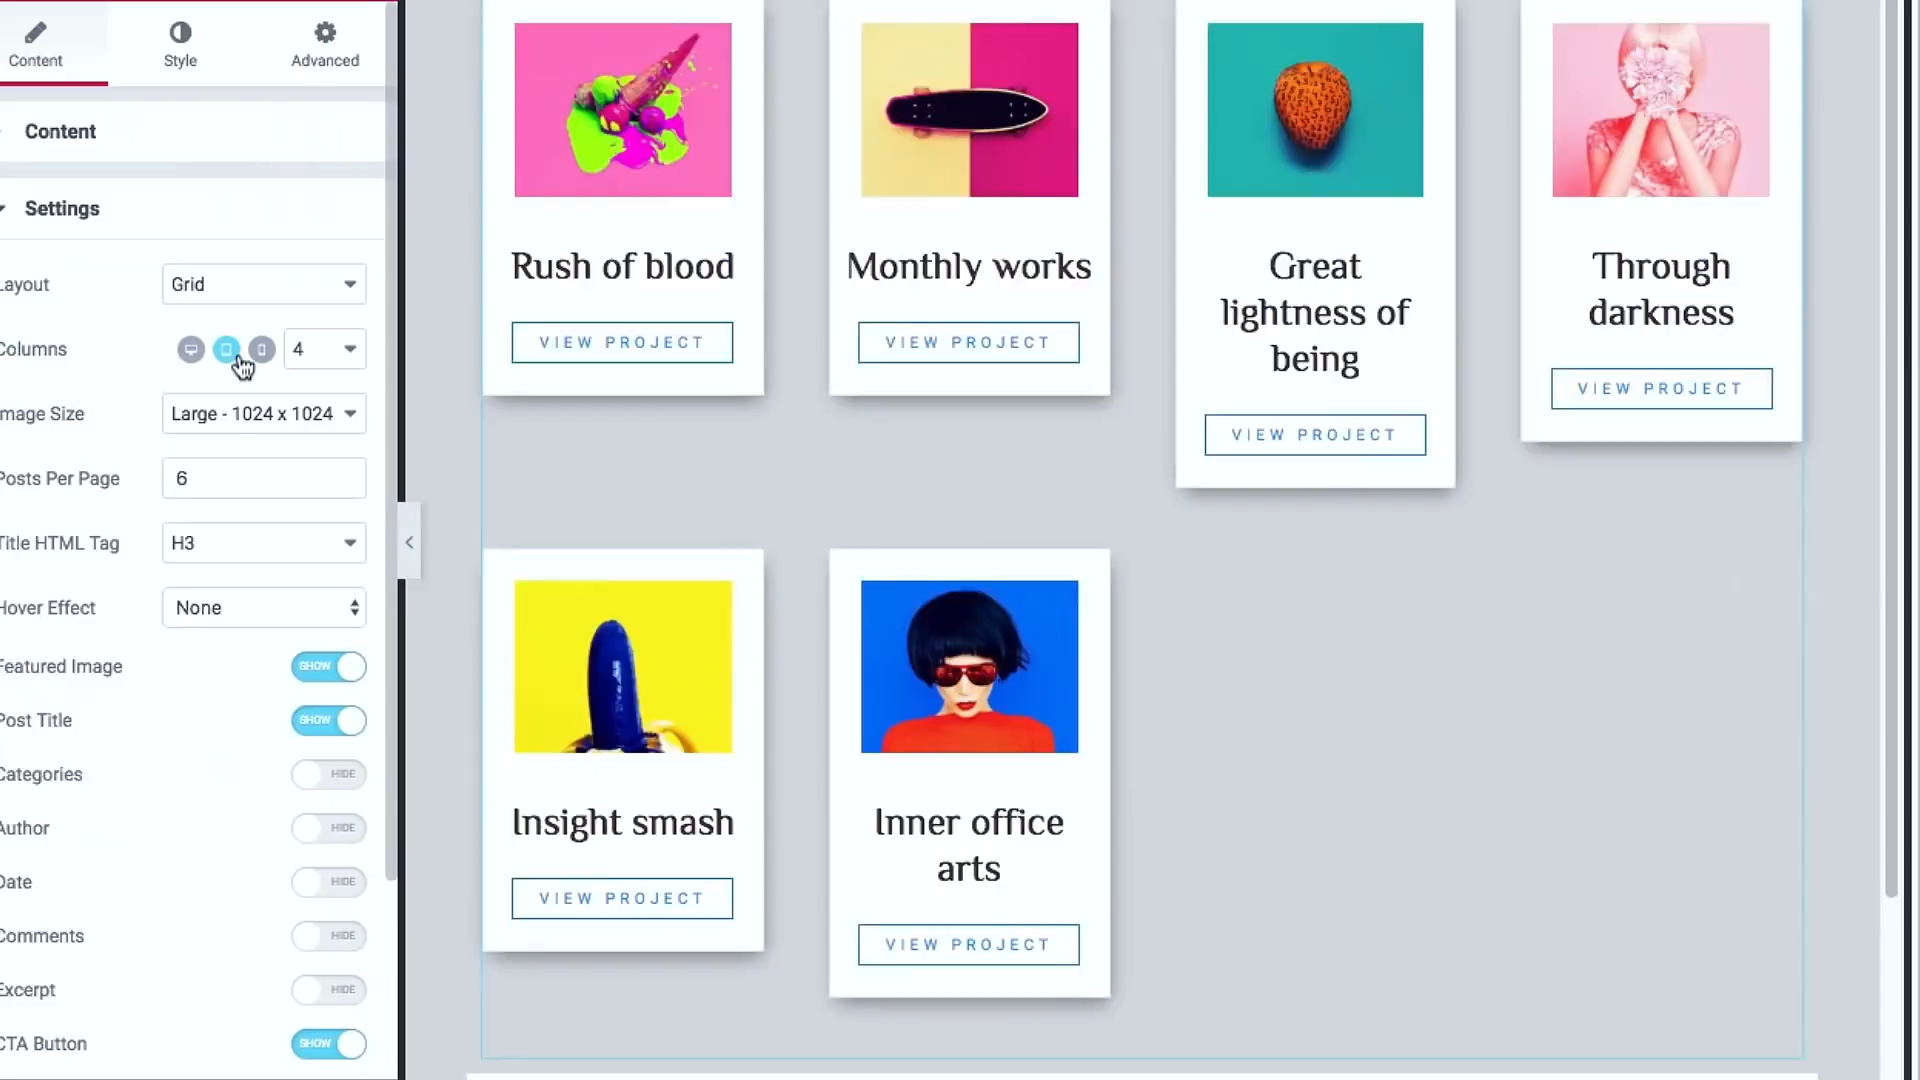 Content
Style
Advanced
Content
Settings
Layout
Grid
Columns
4
Image Size
Large - 1024 x 1024
Posts Per Page
6
Title HTML Tag
H3
Hover Effect
None
Featured Image
SHOW
Post Title
SHOW
Categories
HIDE
Author
HIDE
Date
HIDE
Comments
HIDE
Excerpt
HIDE
CTA Button
SHOW
Rush of blood
VIEW PROJECT
Monthly works
VIEW PROJECT
Great
lightness of
being
VIEW PROJECT
Through
darkness
VIEW PROJECT
Insight smash
VIEW PROJECT
Inner office
arts
VIEW PROJECT